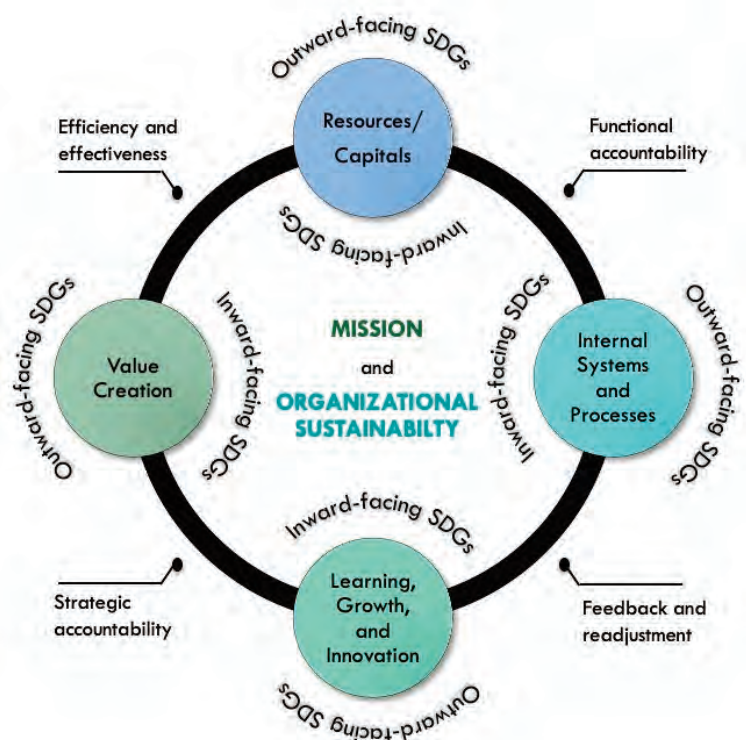 Outward-facing SDGs
Efficiency and
effectiveness
Resources/
Capitals
Functional
accountability
Inward-facing SDGs
Outward-facing SDGs
Value
Creation
Inward-facing SDGs
MISSION
and
ORGANIZATIONAL
SUSTAINABILTY
Inward-facing SDGs
Internal
Systems
and
Processes
Outward-facing SDGs
Inward-facing SDGs
Strategic
accountability
Learning,
Growth,
and
Innovation
Feedback and
readjustment
Outward-facing SDGs